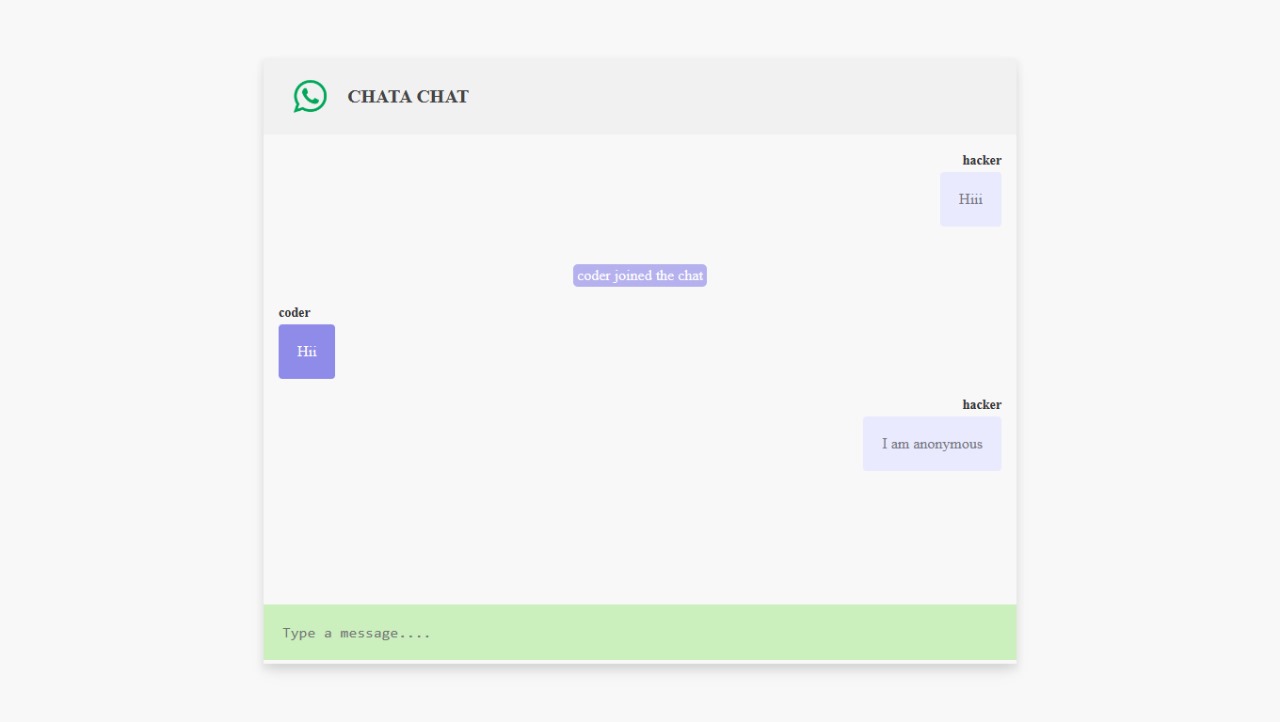 CHATA CHAT
hacker
Hiii
coder joined the chat
coder
Hii
hacker
I am anonymous
Type a message....